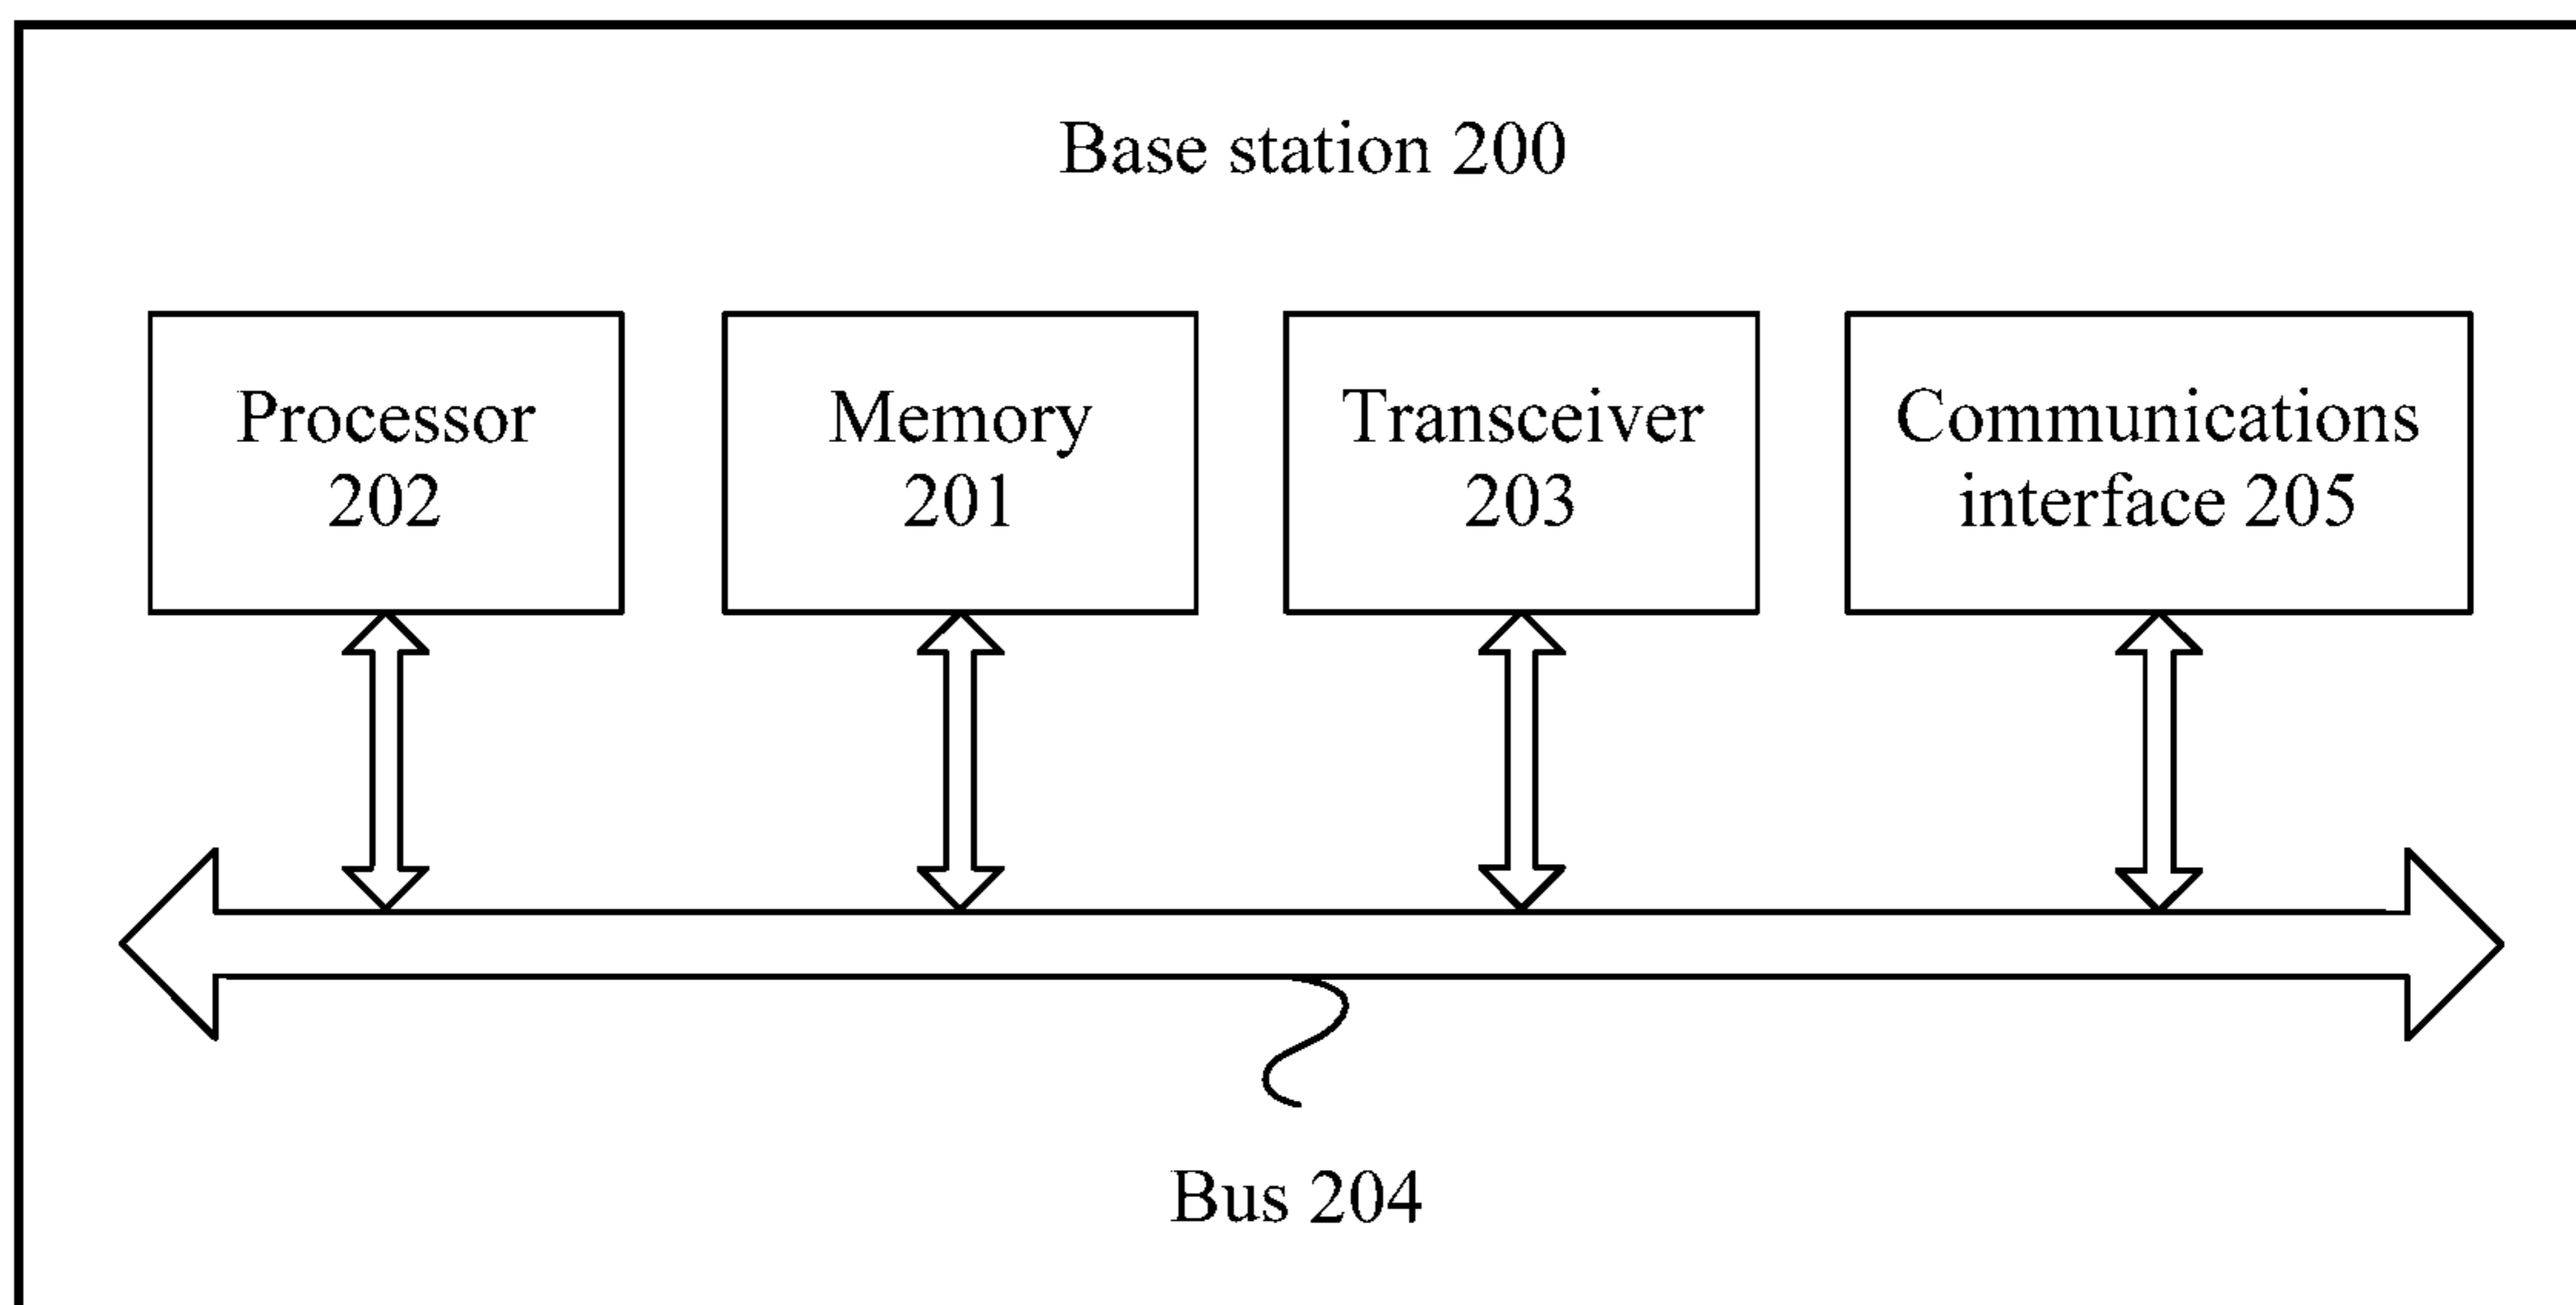 Base station 200
Processor
202
Memory
201
Transceiver
203
Communications
interface 205
Bus 204